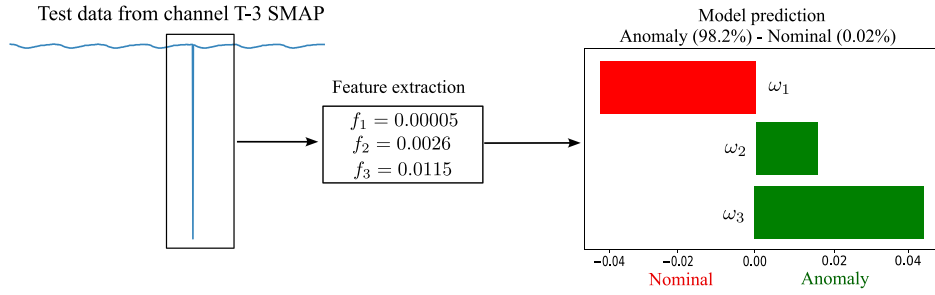 Test data from channel T-3 SMAP
Feature extraction
f₁ = 0.00005
f₂ = 0.0026
f₃ = 0.0115
Model prediction
Anomaly (98.2%) - Nominal (0.02%)
ω₁
ω₂
ω₃
-0.04 -0.02 0.00 0.02 0.04
Nominal Anomaly